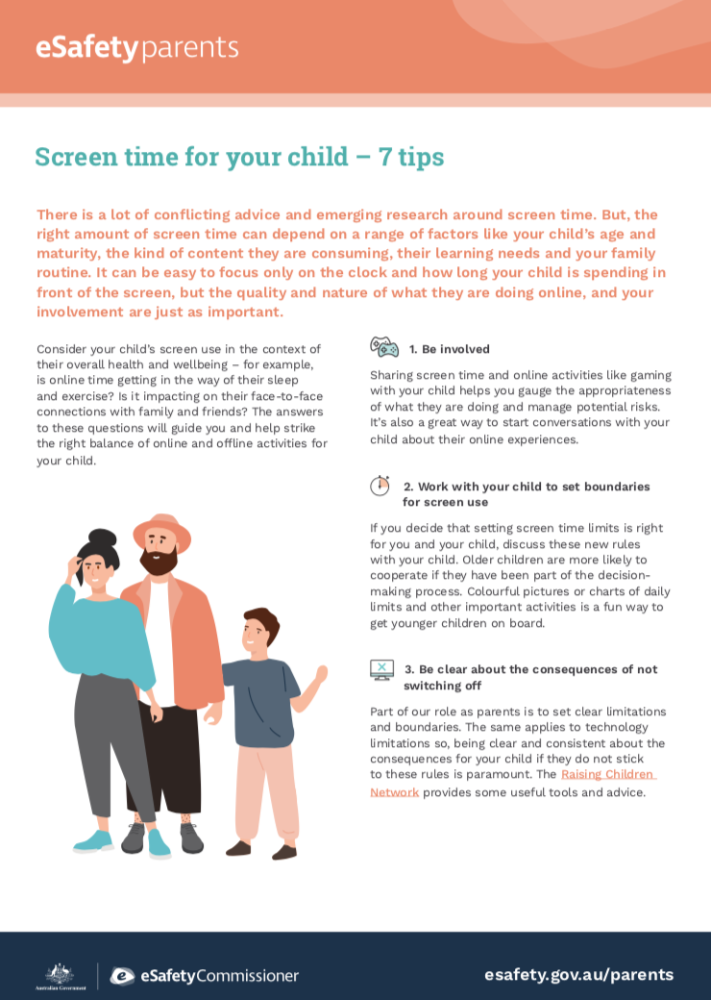 eSafetyparents
Screen time for your child – 7 tips
There is a lot of conflicting advice and emerging research around screen time. But, the
right amount of screen time can depend on a range of factors like your child's age and
maturity, the kind of content they are consuming, their learning needs and your family
routine. It can be easy to focus only on the clock and how long your child is spending in
front of the screen, but the quality and nature of what they are doing online, and your
involvement are just as important.
Consider your child's screen use in the context of
their overall health and wellbeing – for example,
is online time getting in the way of their sleep
and exercise? Is it impacting on their face-to-face
connections with family and friends? The answers
to these questions will guide you and help strike
the right balance of online and offline activities for
your child.
1. Be involved
Sharing screen time and online activities like gaming
with your child helps you gauge the appropriateness
of what they are doing and manage potential risks.
It's also a great way to start conversations with your
child about their online experiences.
2. Work with your child to set boundaries
for screen use
If you decide that setting screen time limits is right
for you and your child, discuss these new rules
with your child. Older children are more likely to
cooperate if they have been part of the decision-
making process. Colourful pictures or charts of daily
limits and other important activities is a fun way to
get younger children on board.
3. Be clear about the consequences of not
switching off
Part of our role as parents is to set clear limitations
and boundaries. The same applies to technology
limitations so, being clear and consistent about the
consequences for your child if they do not stick
to these rules is paramount. The Raising Children
Network provides some useful tools and advice.
Australian Government
eSafetyCommissioner
esafety.gov.au/parents